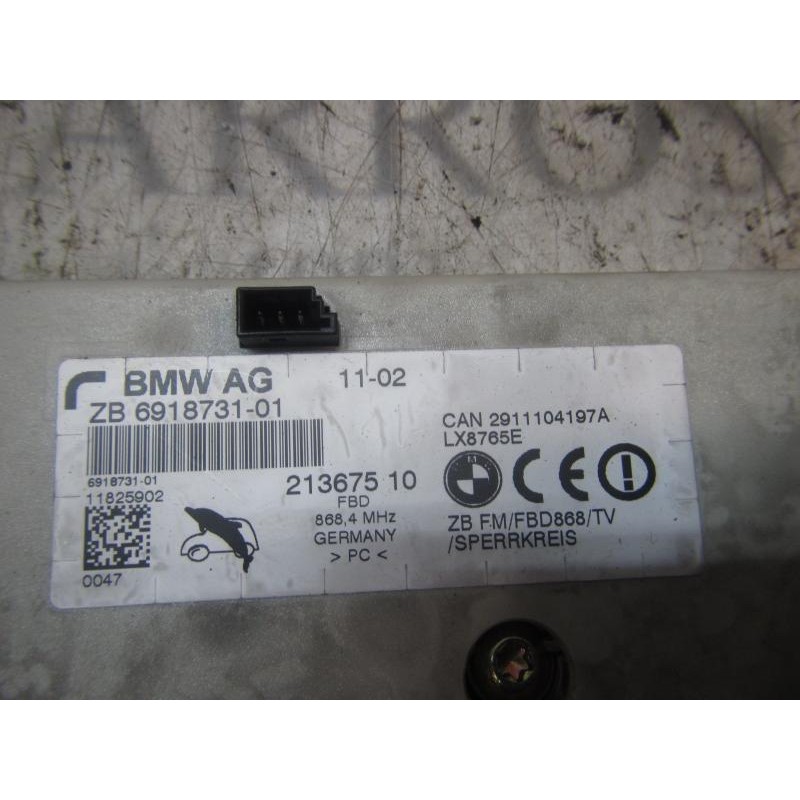 BMW AG
11-02
ZB 6918731-01
6918731-01
11825902
0047
213675 10
FBD
868,4 MHz
GERMANY
> PC <
CAN 2911104197A
LX8765E
CE
ZB F.M/FBD868/TV
/SPERRKREIS